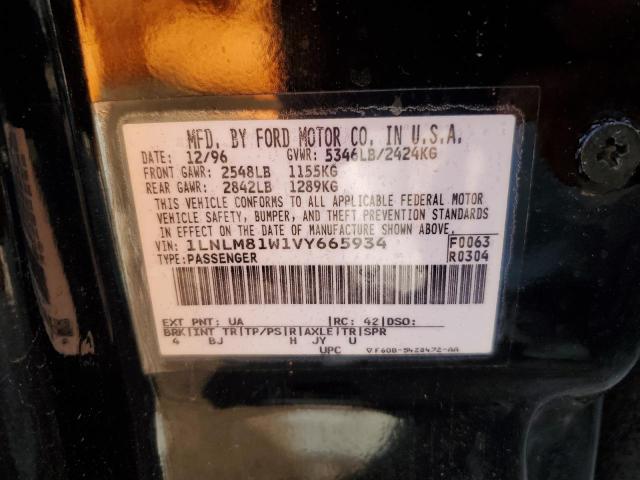 MFD. BY FORD MOTOR CO. IN U.S.A.
DATE: 12/96 GVWR: 5346LB/2424KG
FRONT GAWR: 2548LB 1155KG
REAR GAWR: 2842LB 1289KG
THIS VEHICLE CONFORMS TO ALL APPLICABLE FEDERAL MOTOR
VEHICLE SAFETY, BUMPER, AND THEFT PREVENTION STANDARDS
IN EFFECT ON THE DATE OF MANUFACTURE SHOWN ABOVE.
VIN: 1LNLM81W1VY665934 F0063
TYPE: PASSENGER R0304
EXT PNT: UA RC: 42 DSO:
BRK INT TR TP/PS R AXLE TR SPR
4 BJ H JY U
UPC ▽F60B-5420472-AA